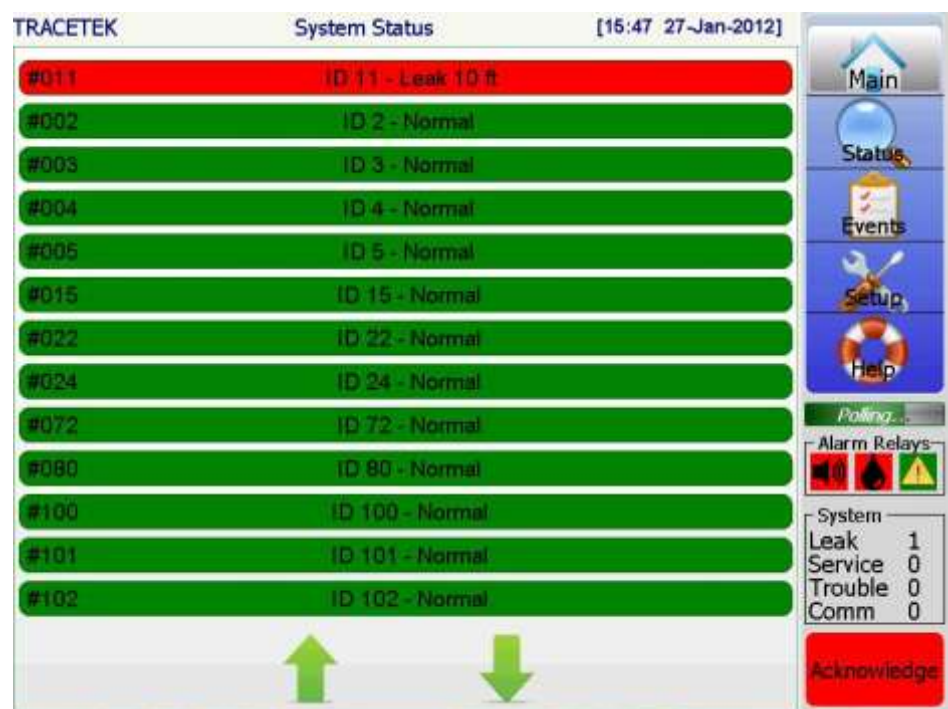 TRACETEK System Status [15:47 27-Jan-2012]
#011 ID 11 - Leak 10 ft
#002 ID 2 - Normal
#003 ID 3 - Normal
#004 ID 4 - Normal
#005 ID 5 - Normal
#015 ID 15 - Normal
#022 ID 22 - Normal
#024 ID 24 - Normal
#072 ID 72 - Normal
#080 ID 80 - Normal
#100 ID 100 - Normal
#101 ID 101 - Normal
#102 ID 102 - Normal
Main
Status
Events
Setup
Help
Polling...
Alarm Relays
System
Leak 1
Service 0
Trouble 0
Comm 0
Acknowledge